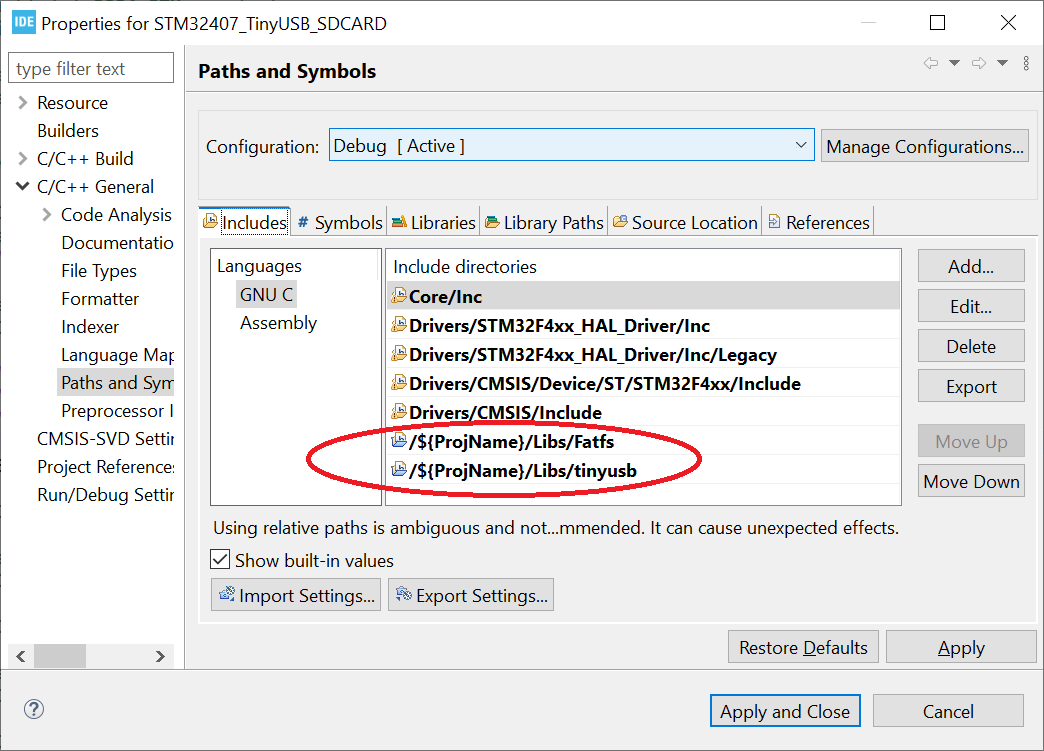 IDE Properties for STM32407_TinyUSB_SDCARD
type filter text
Resource
Builders
C/C++ Build
C/C++ General
Code Analysis
Documentatio
File Types
Formatter
Indexer
Language Map
Paths and Sym
Preprocessor I
CMSIS-SVD Settin
Project References
Run/Debug Settin
Paths and Symbols
Configuration: Debug [ Active ] Manage Configurations...
Includes # Symbols Libraries Library Paths Source Location References
Languages
GNU C
Assembly
Include directories
Core/Inc
Drivers/STM32F4xx_HAL_Driver/Inc
Drivers/STM32F4xx_HAL_Driver/Inc/Legacy
Drivers/CMSIS/Device/ST/STM32F4xx/Include
Drivers/CMSIS/Include
/${ProjName}/Libs/Fatfs
/${ProjName}/Libs/tinyusb
Add...
Edit...
Delete
Export
Move Up
Move Down
Using relative paths is ambiguous and not...mmended. It can cause unexpected effects.
Show built-in values
Import Settings... Export Settings...
Restore Defaults Apply
? Apply and Close Cancel